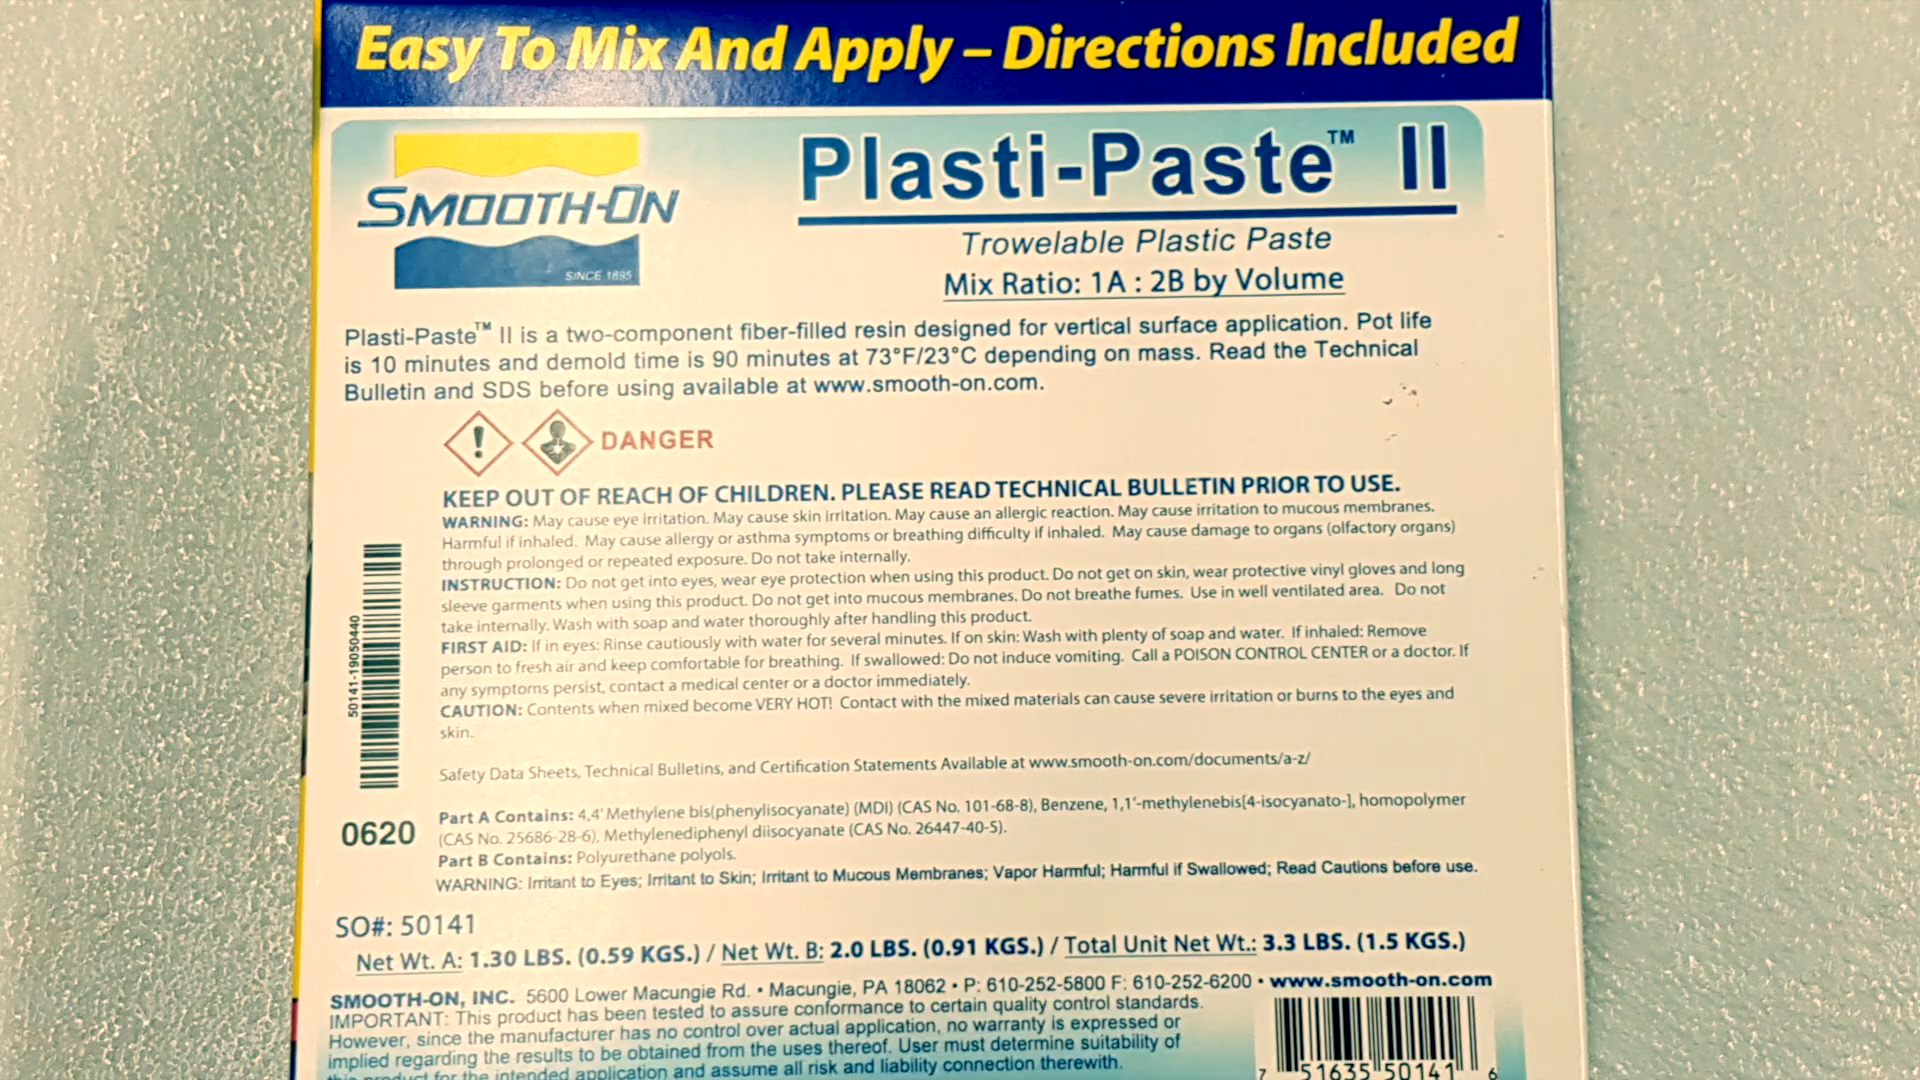 Easy To Mix And Apply – Directions Included
SMOOTH-ON
SINCE 1895
Plasti-Paste™ II
Trowelable Plastic Paste
Mix Ratio: 1A : 2B by Volume
Plasti-Paste™ II is a two-component fiber-filled resin designed for vertical surface application. Pot life
is 10 minutes and demold time is 90 minutes at 73°F/23°C depending on mass. Read the Technical
Bulletin and SDS before using available at www.smooth-on.com.
DANGER
KEEP OUT OF REACH OF CHILDREN. PLEASE READ TECHNICAL BULLETIN PRIOR TO USE.
WARNING: May cause eye irritation. May cause skin irritation. May cause an allergic reaction. May cause irritation to mucous membranes.
Harmful if inhaled. May cause allergy or asthma symptoms or breathing difficulty if inhaled. May cause damage to organs (olfactory organs)
through prolonged or repeated exposure. Do not take internally.
INSTRUCTION: Do not get into eyes, wear eye protection when using this product. Do not get on skin, wear protective vinyl gloves and long
sleeve garments when using this product. Do not get into mucous membranes. Do not breathe fumes. Use in well ventilated area. Do not
take internally. Wash with soap and water thoroughly after handling this product.
FIRST AID: If in eyes: Rinse cautiously with water for several minutes. If on skin: Wash with plenty of soap and water. If inhaled: Remove
person to fresh air and keep comfortable for breathing. If swallowed: Do not induce vomiting. Call a POISON CONTROL CENTER or a doctor. If
any symptoms persist, contact a medical center or a doctor immediately.
CAUTION: Contents when mixed become VERY HOT! Contact with the mixed materials can cause severe irritation or burns to the eyes and
skin.
50141-19050440
Safety Data Sheets, Technical Bulletins, and Certification Statements Available at www.smooth-on.com/documents/a-z/
0620
Part A Contains: 4,4' Methylene bis(phenylisocyanate) (MDI) (CAS No. 101-68-8), Benzene, 1,1'-methylenebis[4-isocyanato-], homopolymer
(CAS No. 25686-28-6), Methylenediphenyl diisocyanate (CAS No. 26447-40-5).
Part B Contains: Polyurethane polyols.
WARNING: Irritant to Eyes; Irritant to Skin; Irritant to Mucous Membranes; Vapor Harmful; Harmful if Swallowed; Read Cautions before use.
SO#: 50141
Net Wt. A: 1.30 LBS. (0.59 KGS.) / Net Wt. B: 2.0 LBS. (0.91 KGS.) / Total Unit Net Wt.: 3.3 LBS. (1.5 KGS.)
SMOOTH-ON, INC. 5600 Lower Macungie Rd. • Macungie, PA 18062 • P: 610-252-5800 F: 610-252-6200 • www.smooth-on.com
IMPORTANT: This product has been tested to assure conformance to certain quality control standards.
However, since the manufacturer has no control over actual application, no warranty is expressed or
implied regarding the results to be obtained from the uses thereof. User must determine suitability of
this product for the intended application and assume all risk and liability connection therewith.
7 51635 50141 6